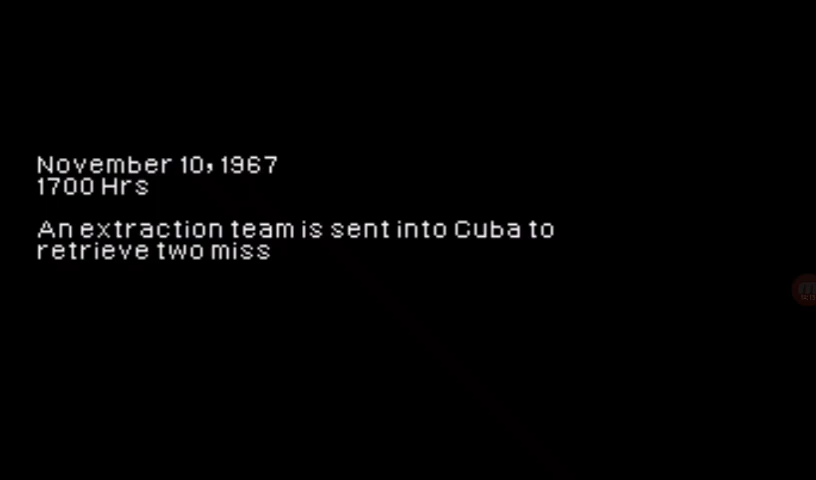 November 10, 1967
1700 Hrs
An extraction team is sent into Cuba to
retrieve two miss